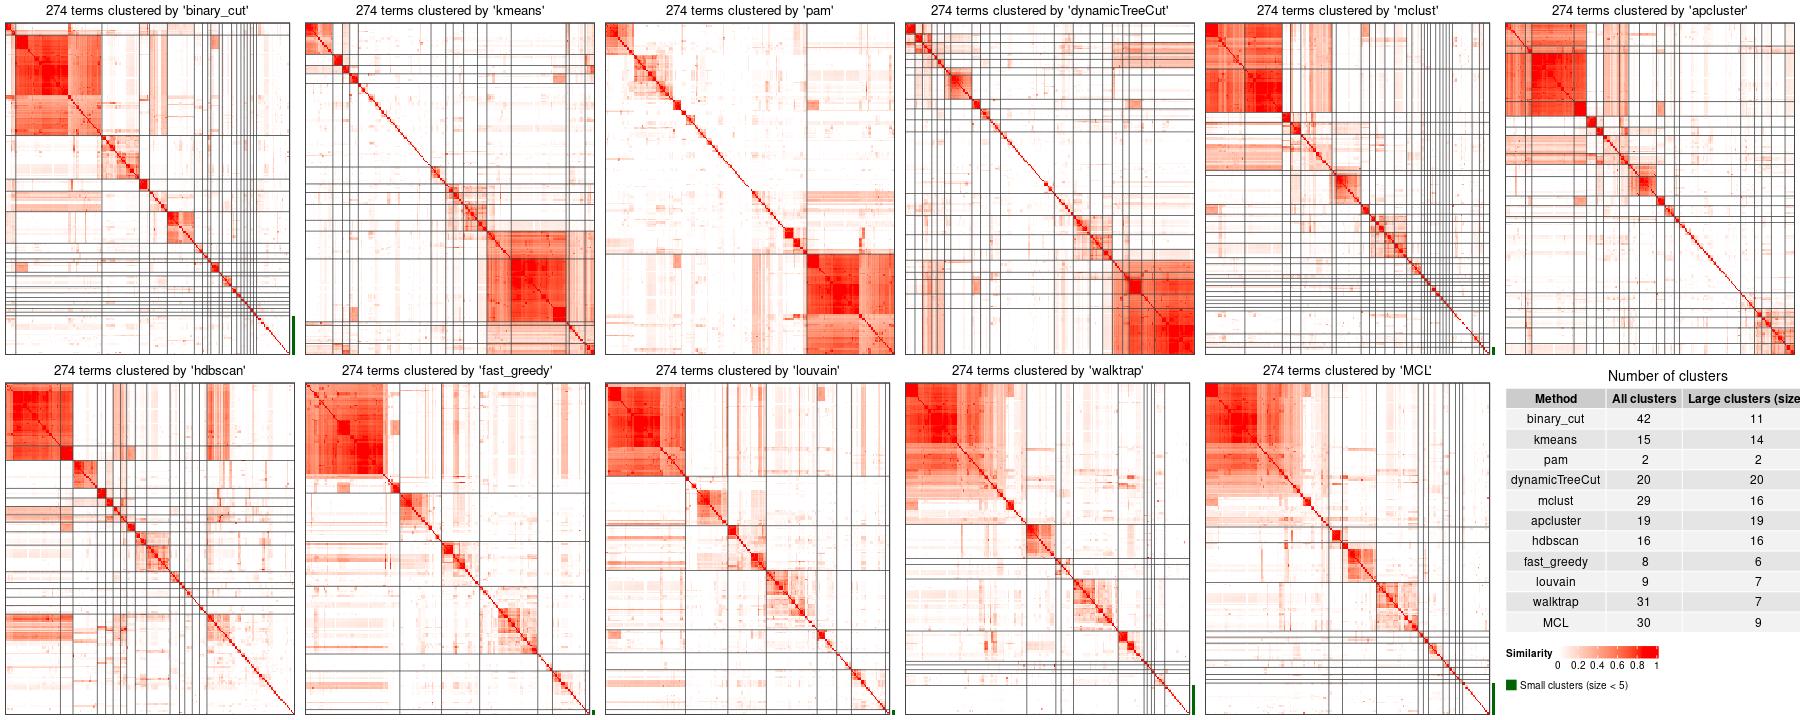 274 terms clustered by 'binary_cut'
274 terms clustered by 'kmeans'
274 terms clustered by 'pam'
274 terms clustered by 'dynamicTreeCut'
274 terms clustered by 'mclust'
274 terms clustered by 'apcluster'
274 terms clustered by 'hdbscan'
274 terms clustered by 'fast_greedy'
274 terms clustered by 'louvain'
274 terms clustered by 'walktrap'
274 terms clustered by 'MCL'
Number of clusters
Method All clusters Large clusters (size
binary_cut 42 11
kmeans 15 14
pam 2 2
dynamicTreeCut 20 20
mclust 29 16
apcluster 19 19
hdbscan 16 16
fast_greedy 8 6
louvain 9 7
walktrap 31 7
MCL 30 9
Similarity
0 0.2 0.4 0.6 0.8 1
Small clusters (size < 5)